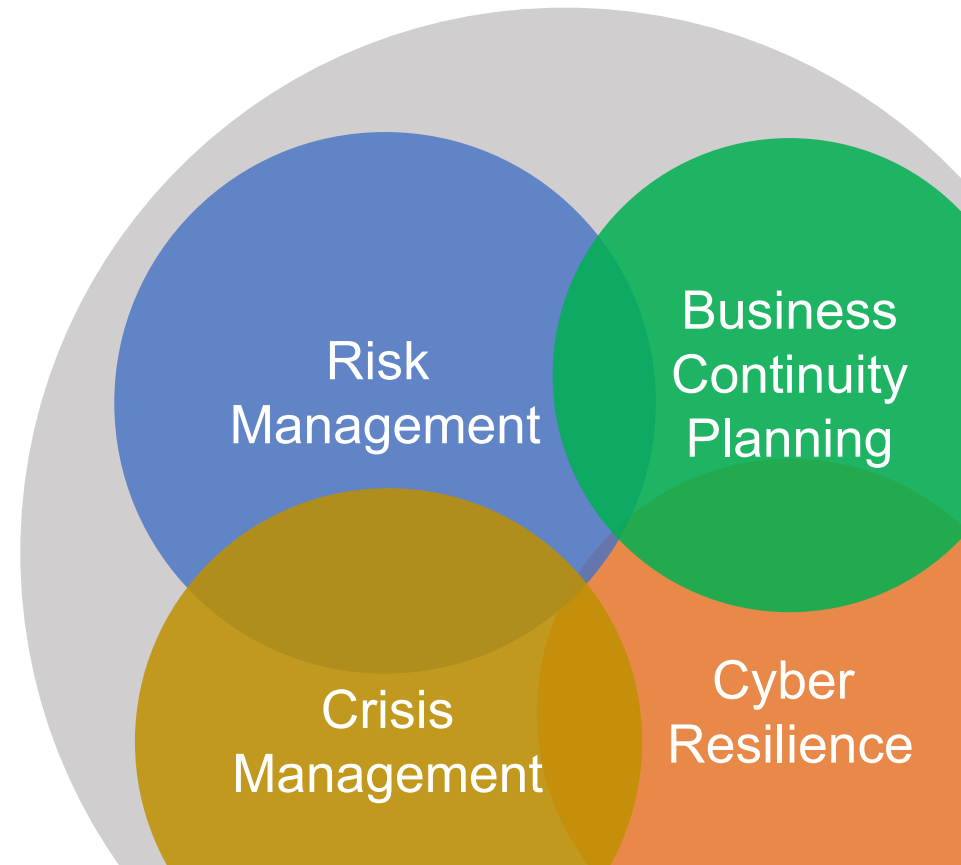 Risk
Management
Business
Continuity
Planning
Crisis
Management
Cyber
Resilience